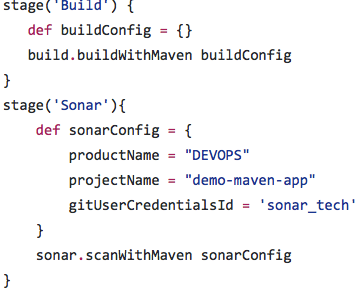 stage('Build') {
   def buildConfig = {}
   build.buildWithMaven buildConfig
}
stage('Sonar'){
    def sonarConfig = {
        productName = "DEVOPS"
        projectName = "demo-maven-app"
        gitUserCredentialsId = 'sonar_tech'
    }
    sonar.scanWithMaven sonarConfig
}